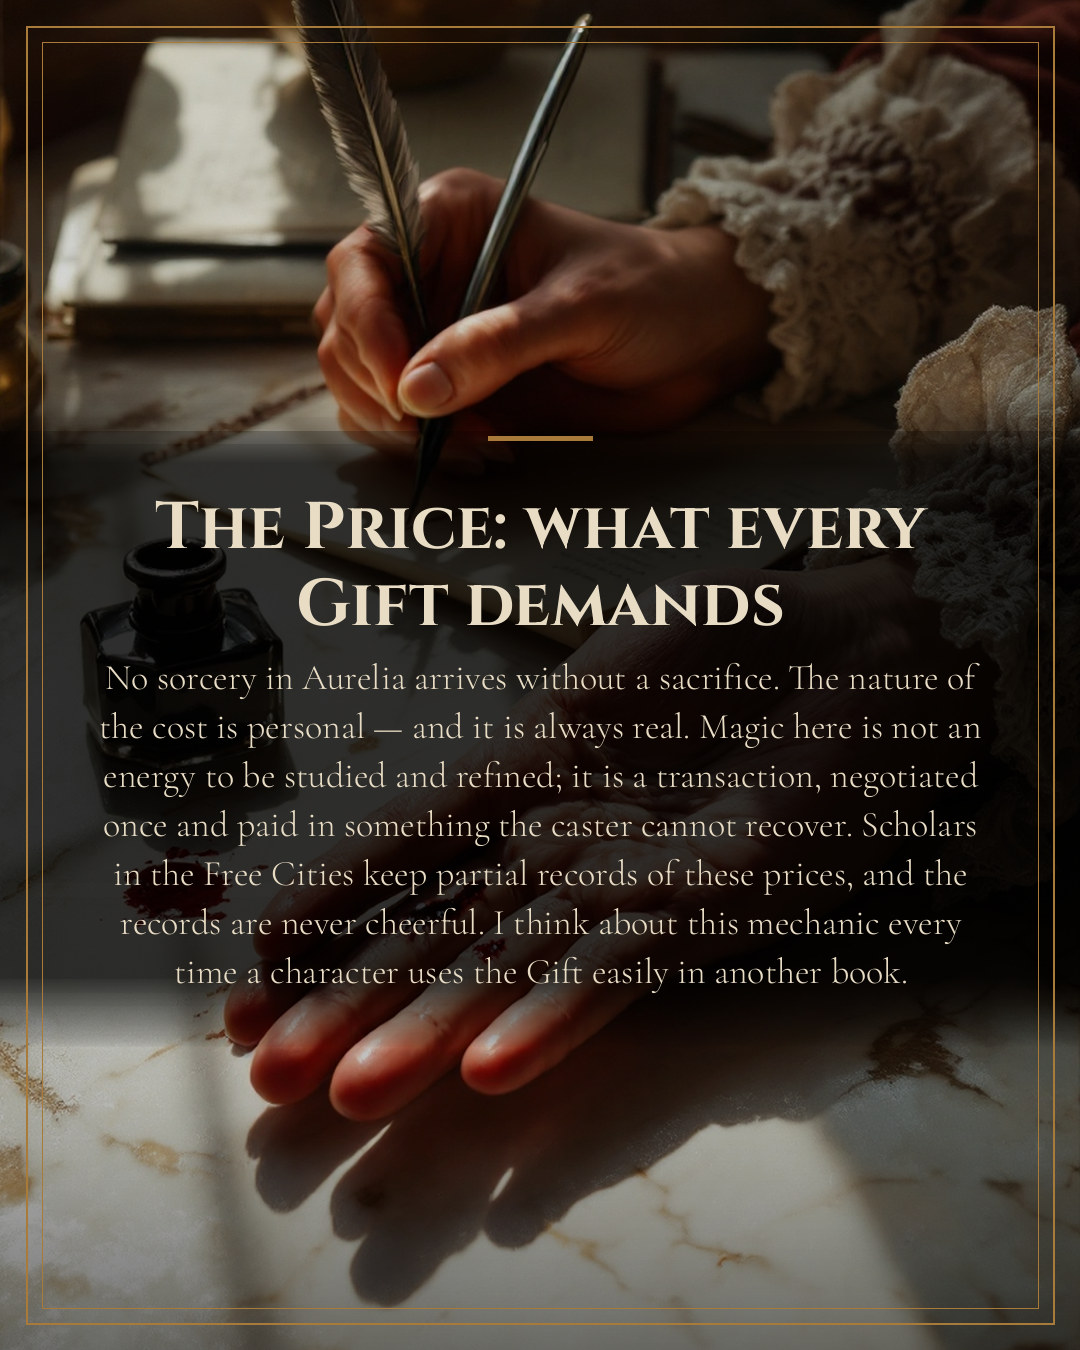 The Price: what every
Gift demands
No sorcery in Aurelia arrives without a sacrifice. The nature of
the cost is personal — and it is always real. Magic here is not an
energy to be studied and refined; it is a transaction, negotiated
once and paid in something the caster cannot recover. Scholars
in the Free Cities keep partial records of these prices, and the
records are never cheerful. I think about this mechanic every
time a character uses the Gift easily in another book.